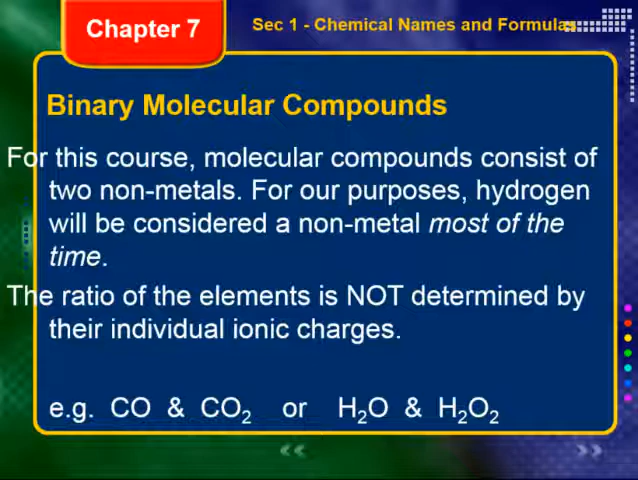 Chapter 7
Sec 1 - Chemical Names and Formulas
Binary Molecular Compounds
For this course, molecular compounds consist of
two non-metals. For our purposes, hydrogen
will be considered a non-metal most of the
time.
The ratio of the elements is NOT determined by
their individual ionic charges.
e.g. CO & CO₂ or H₂O & H₂O₂